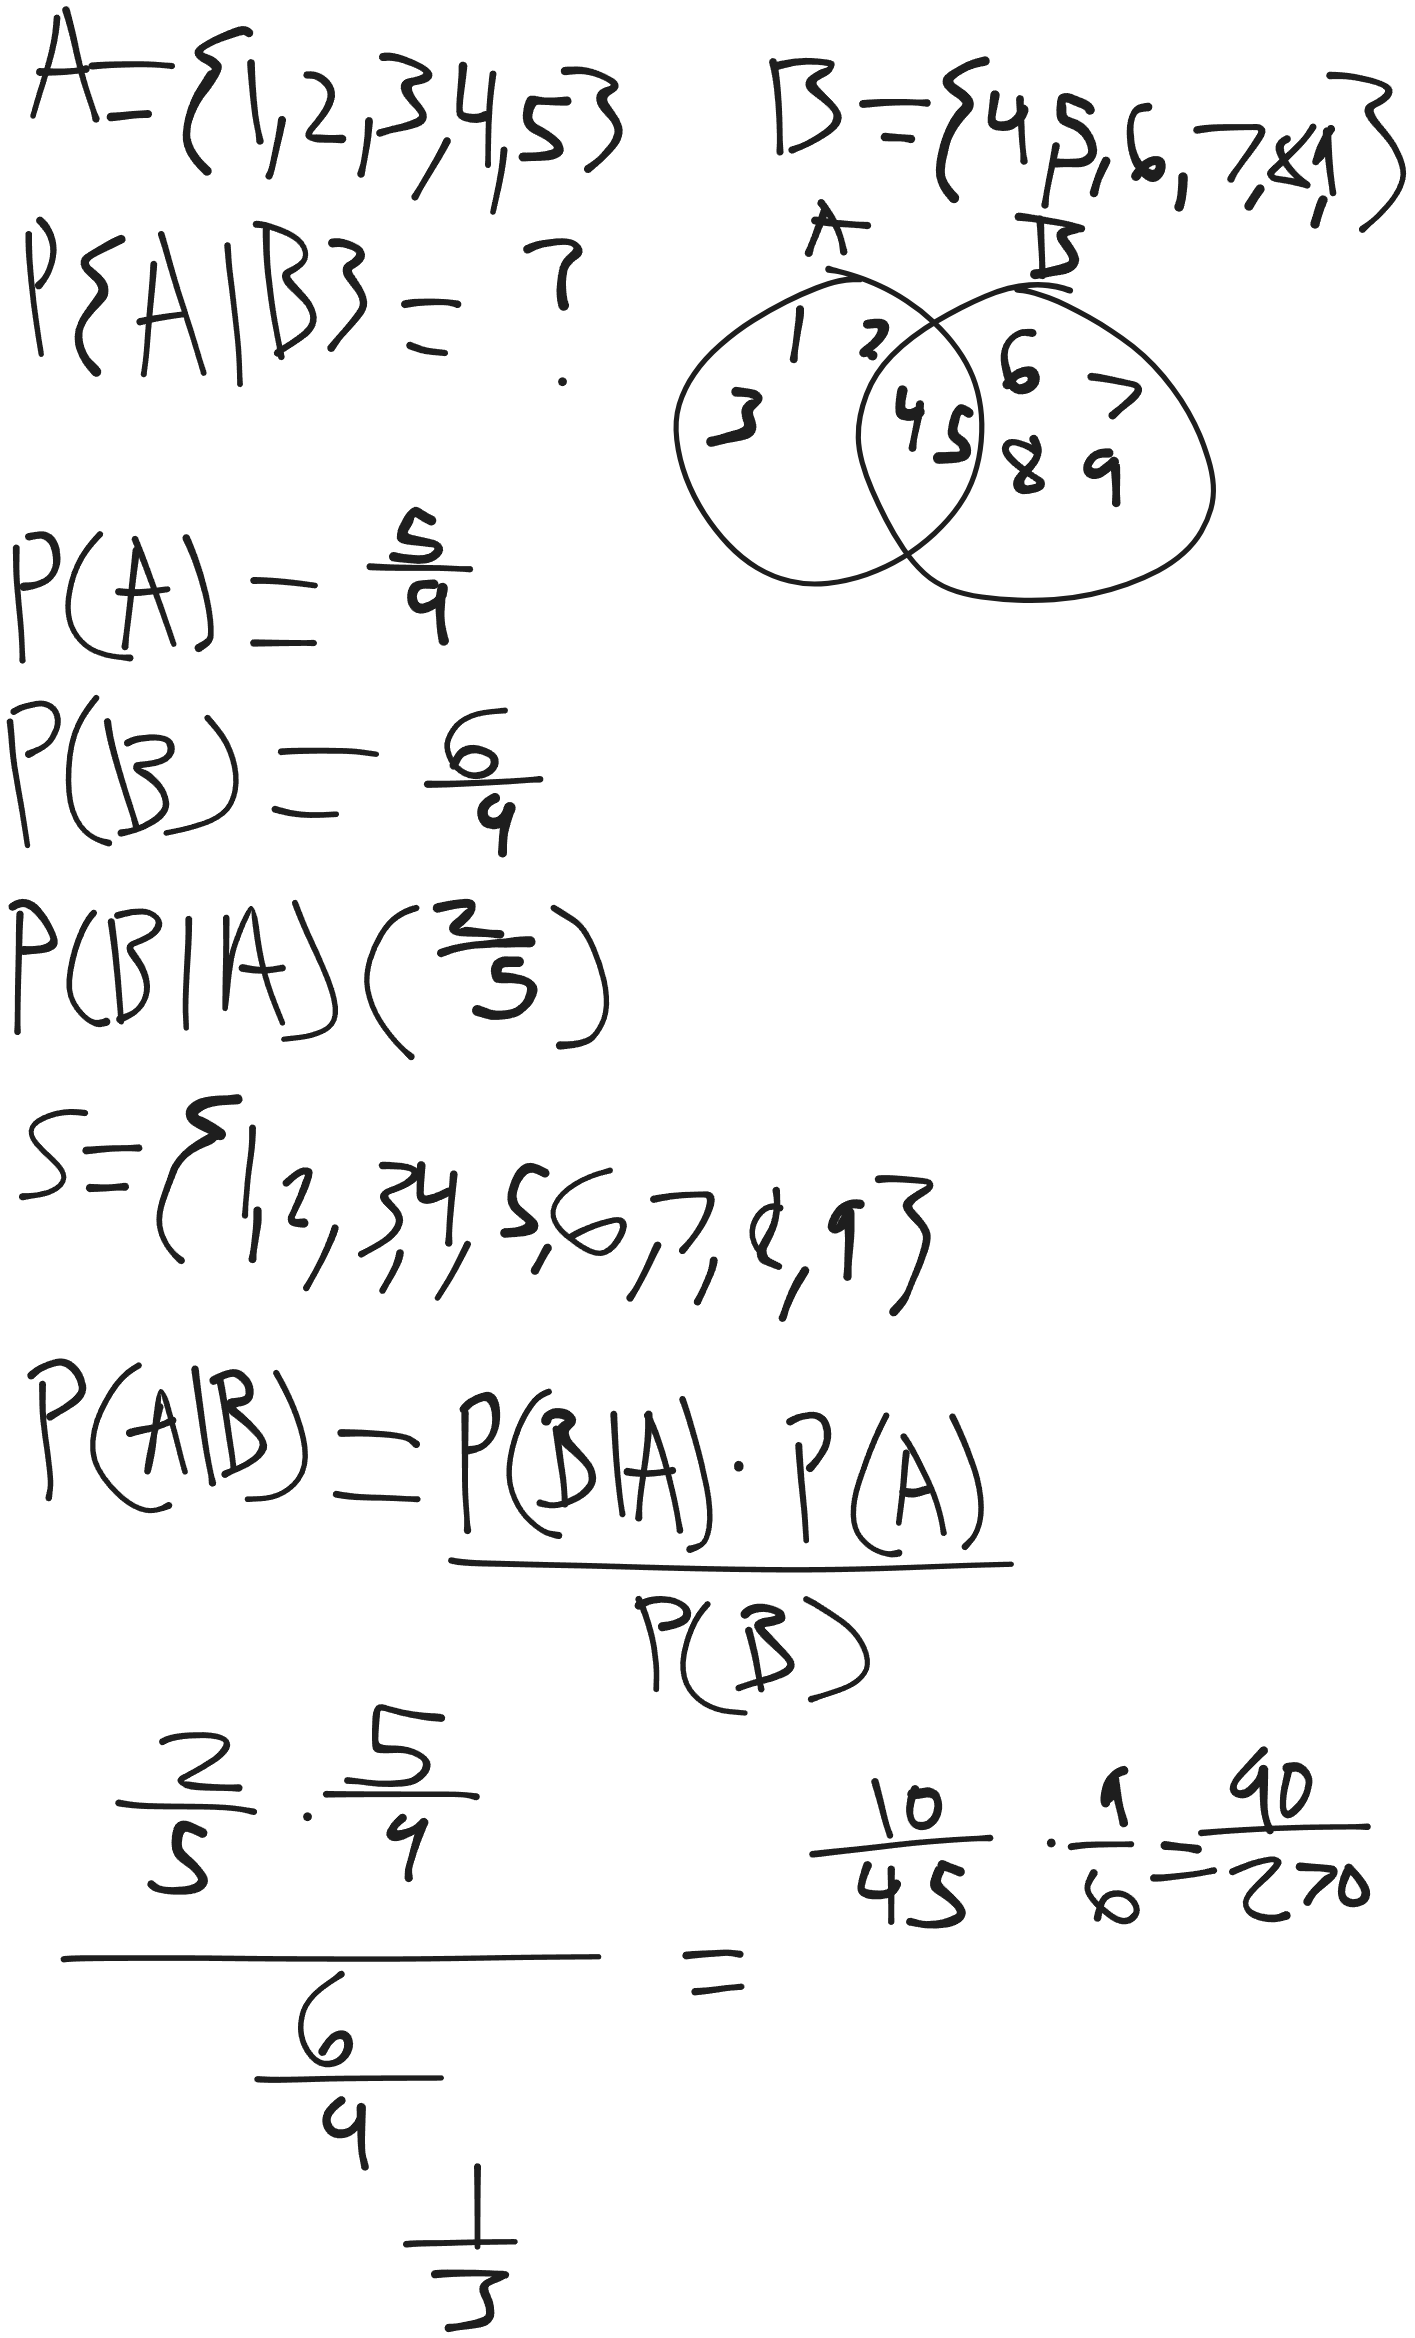 A={1,2,3,4,5} B={4,5,6,7,8,9}
P{A|B} = ?
A B
1 2 6 7
3 4 5 8 9
P(A) = 5/9
P(B) = 6/9
P(B|A) (2/5)
S={1,2,3,4,5,6,7,8,9}
P(A|B) = P(B|A) · P(A) / P(B)
2/5 · 5/9 / 6/9 = 10/45 · 9/6 = 90/270
1/3